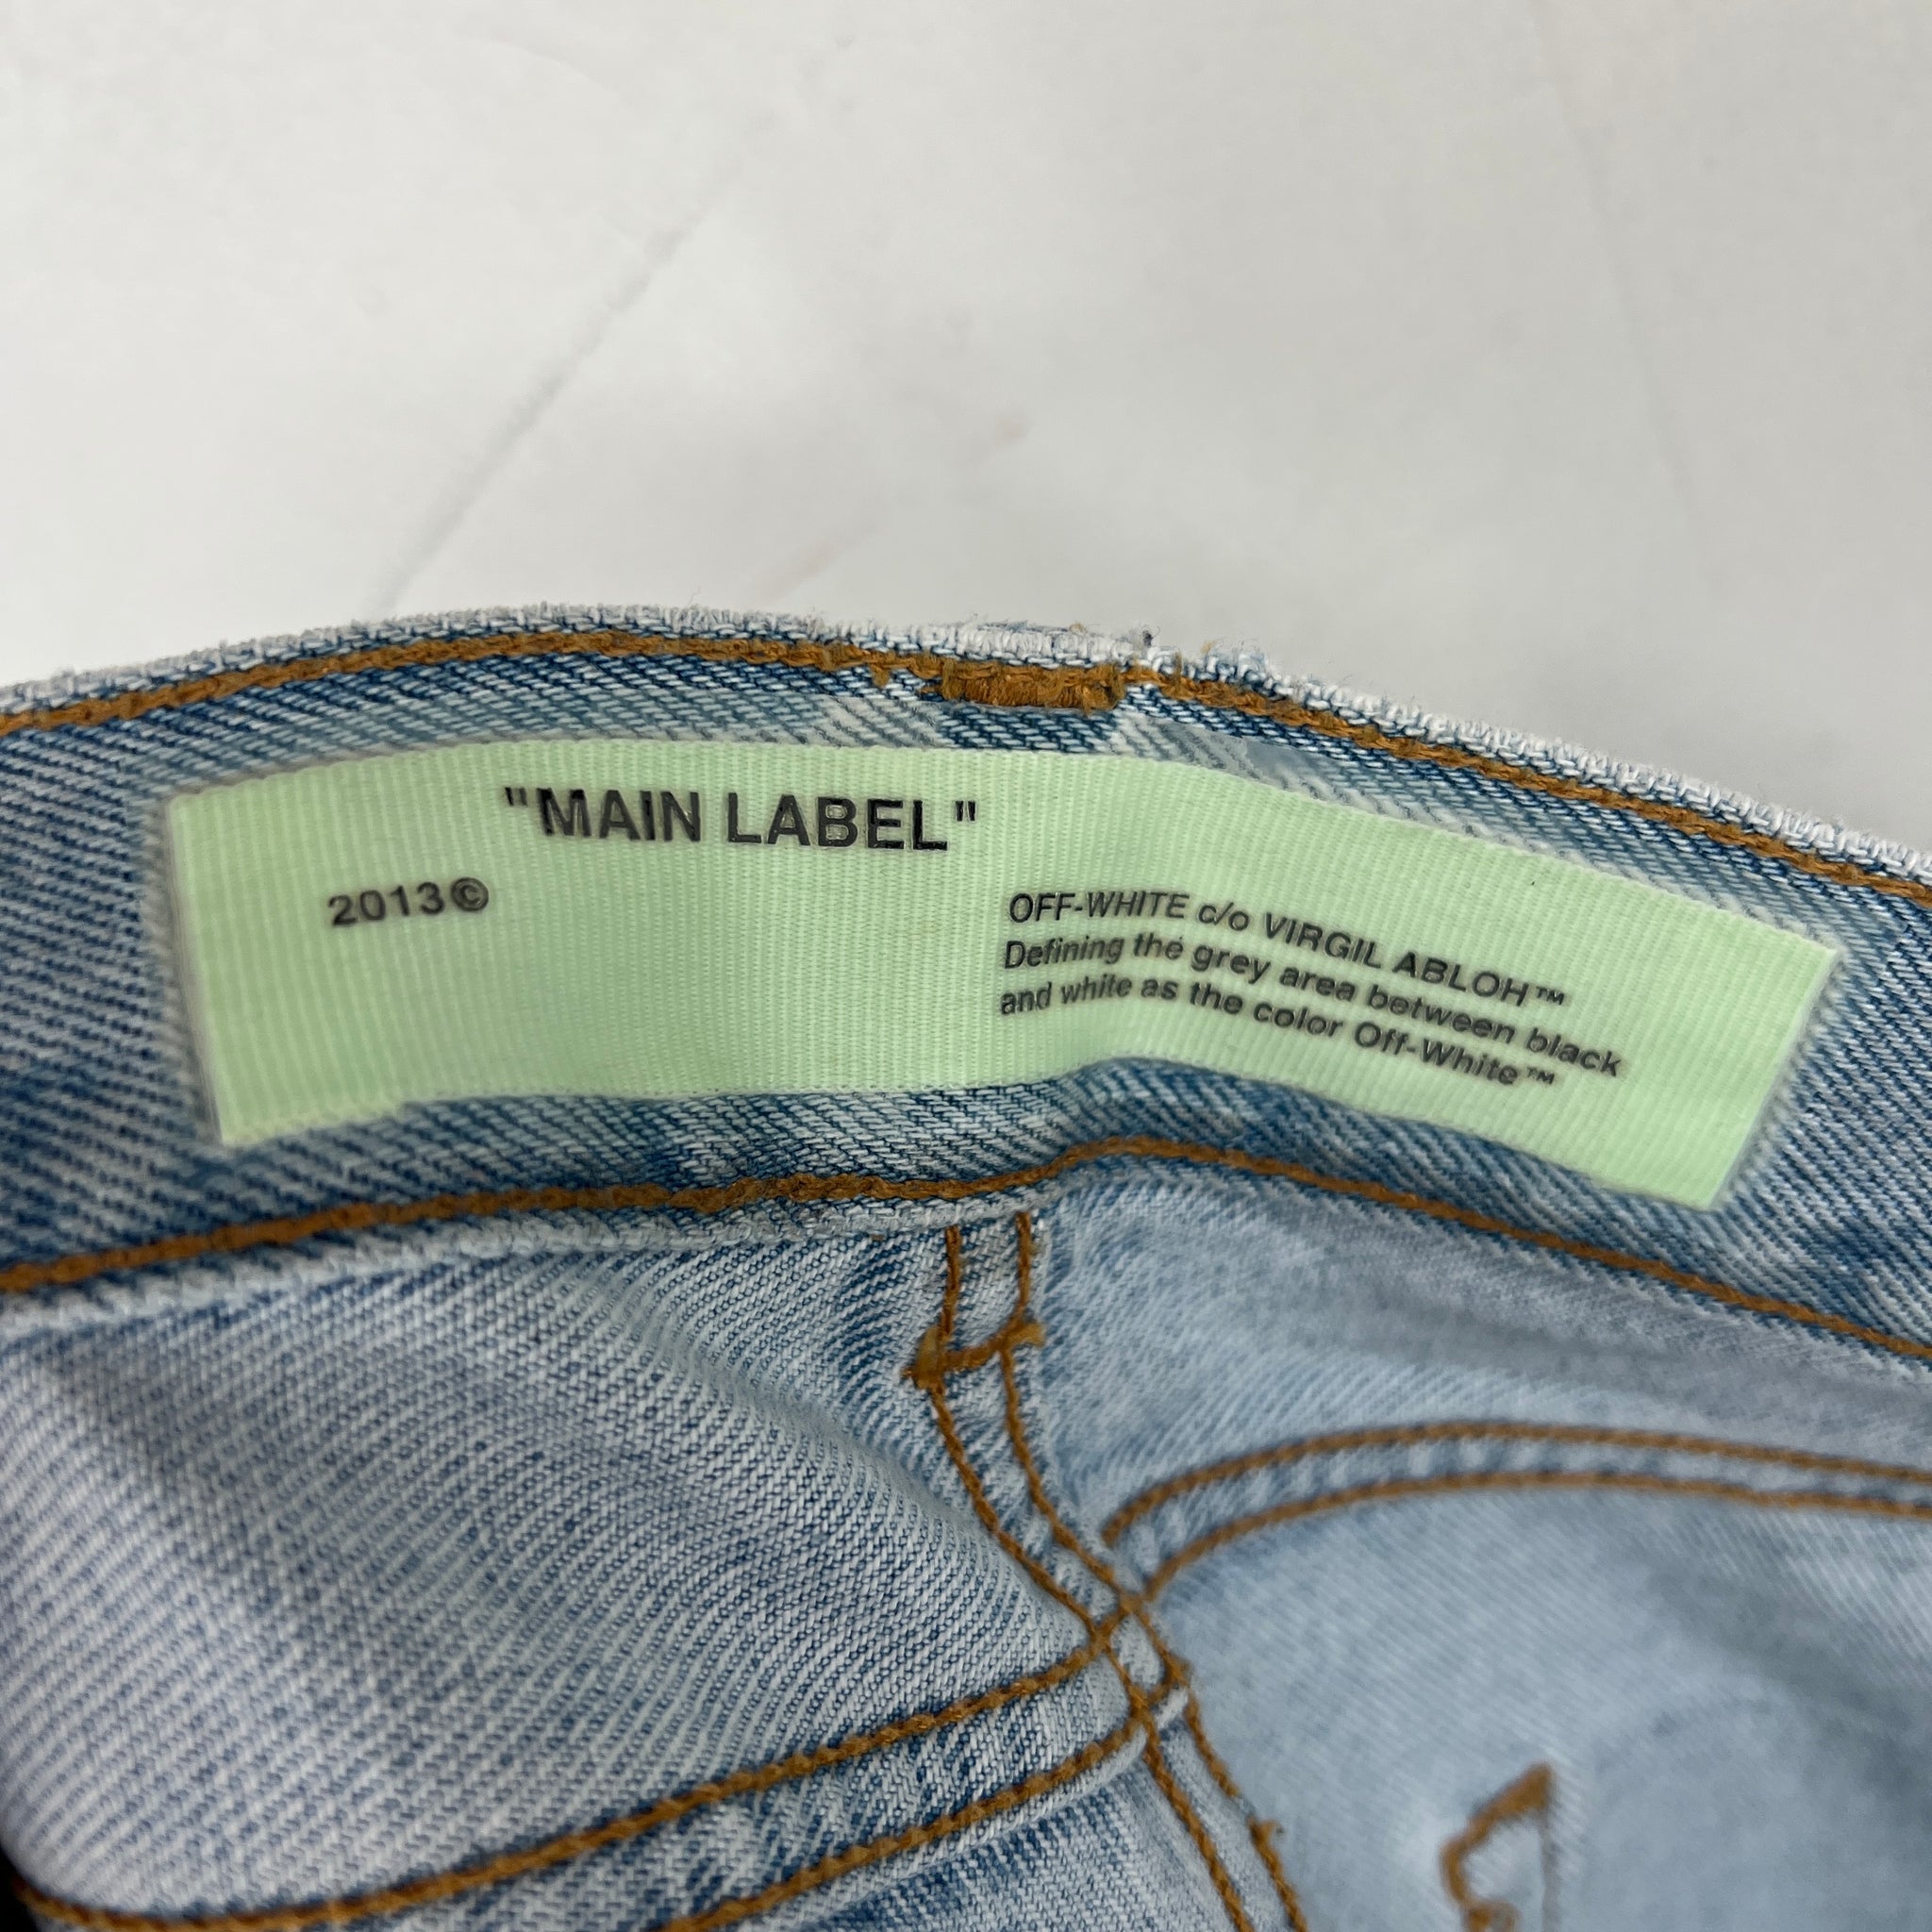 "MAIN LABEL"
2013©
OFF-WHITE c/o VIRGIL ABLOH™
Defining the grey area between black
and white as the color Off-White™